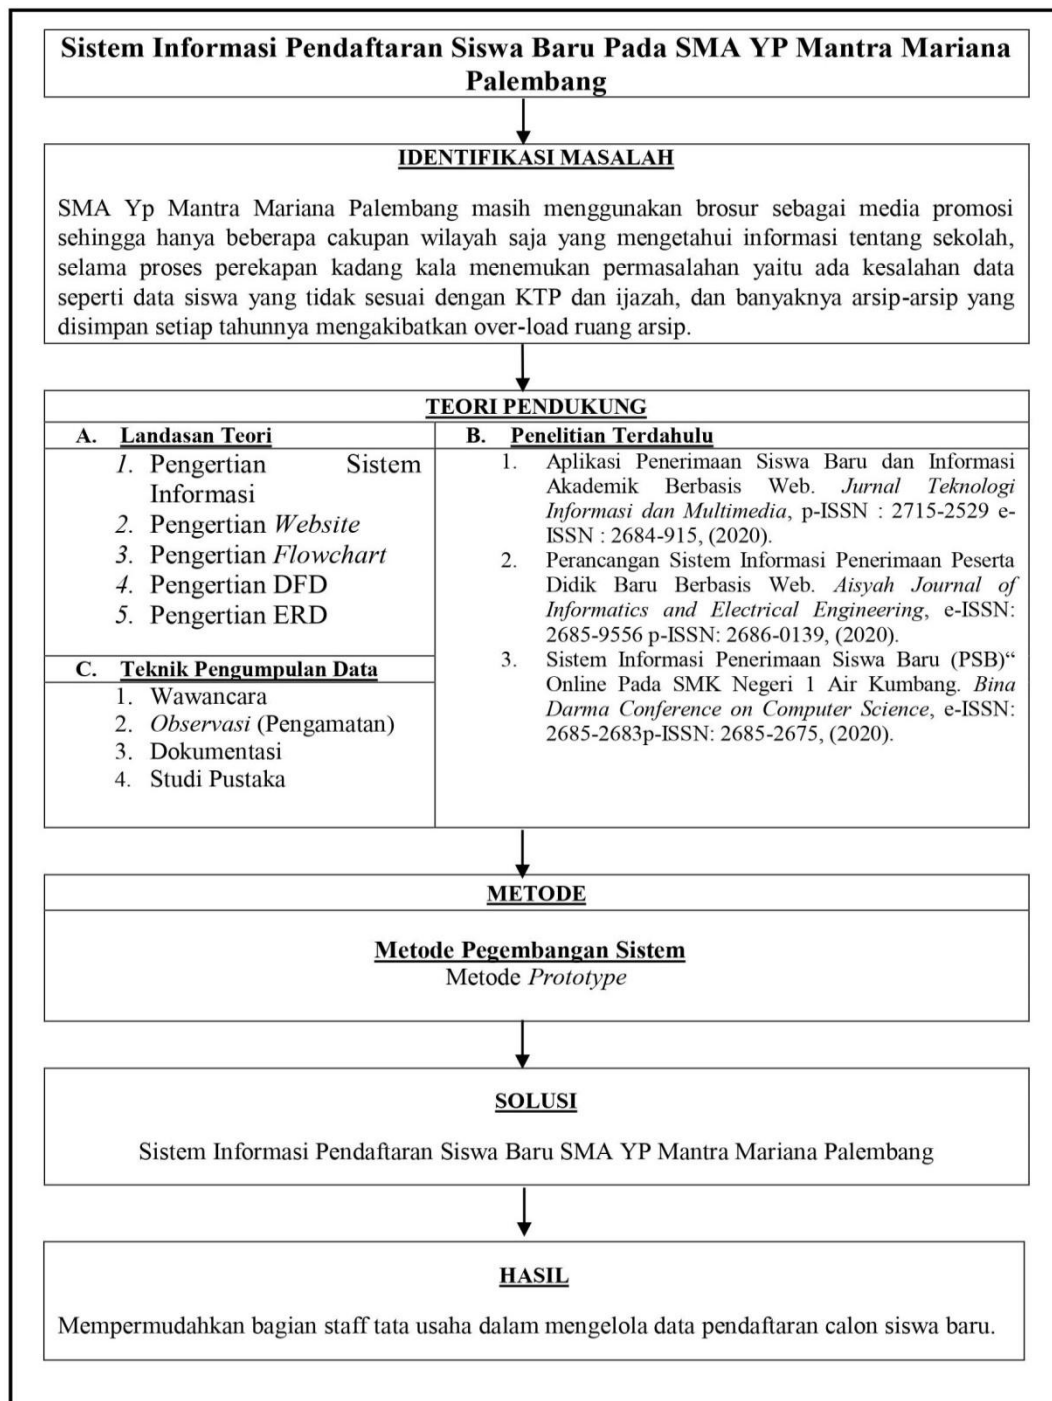 Sistem Informasi Pendaftaran Siswa Baru Pada SMA YP Mantra Mariana
Palembang
IDENTIFIKASI MASALAH
SMA Yp Mantra Mariana Palembang masih menggunakan brosur sebagai media promosi
sehingga hanya beberapa cakupan wilayah saja yang mengetahui informasi tentang sekolah,
selama proses perekapan kadang kala menemukan permasalahan yaitu ada kesalahan data
seperti data siswa yang tidak sesuai dengan KTP dan ijazah, dan banyaknya arsip-arsip yang
disimpan setiap tahunnya mengakibatkan over-load ruang arsip.
TEORI PENDUKUNG
A. Landasan Teori
1. Pengertian Sistem
Informasi
2. Pengertian Website
3. Pengertian Flowchart
4. Pengertian DFD
5. Pengertian ERD
C. Teknik Pengumpulan Data
1. Wawancara
2. Observasi (Pengamatan)
3. Dokumentasi
4. Studi Pustaka
B. Penelitian Terdahulu
1. Aplikasi Penerimaan Siswa Baru dan Informasi
Akademik Berbasis Web. Jurnal Teknologi
Informasi dan Multimedia, p-ISSN : 2715-2529 e-
ISSN : 2684-915, (2020).
2. Perancangan Sistem Informasi Penerimaan Peserta
Didik Baru Berbasis Web. Aisyah Journal of
Informatics and Electrical Engineering, e-ISSN:
2685-9556 p-ISSN: 2686-0139, (2020).
3. Sistem Informasi Penerimaan Siswa Baru (PSB)“
Online Pada SMK Negeri 1 Air Kumbang. Bina
Darma Conference on Computer Science, e-ISSN:
2685-2683p-ISSN: 2685-2675, (2020).
METODE
Metode Pegembangan Sistem
Metode Prototype
SOLUSI
Sistem Informasi Pendaftaran Siswa Baru SMA YP Mantra Mariana Palembang
HASIL
Mempermudahkan bagian staff tata usaha dalam mengelola data pendaftaran calon siswa baru.